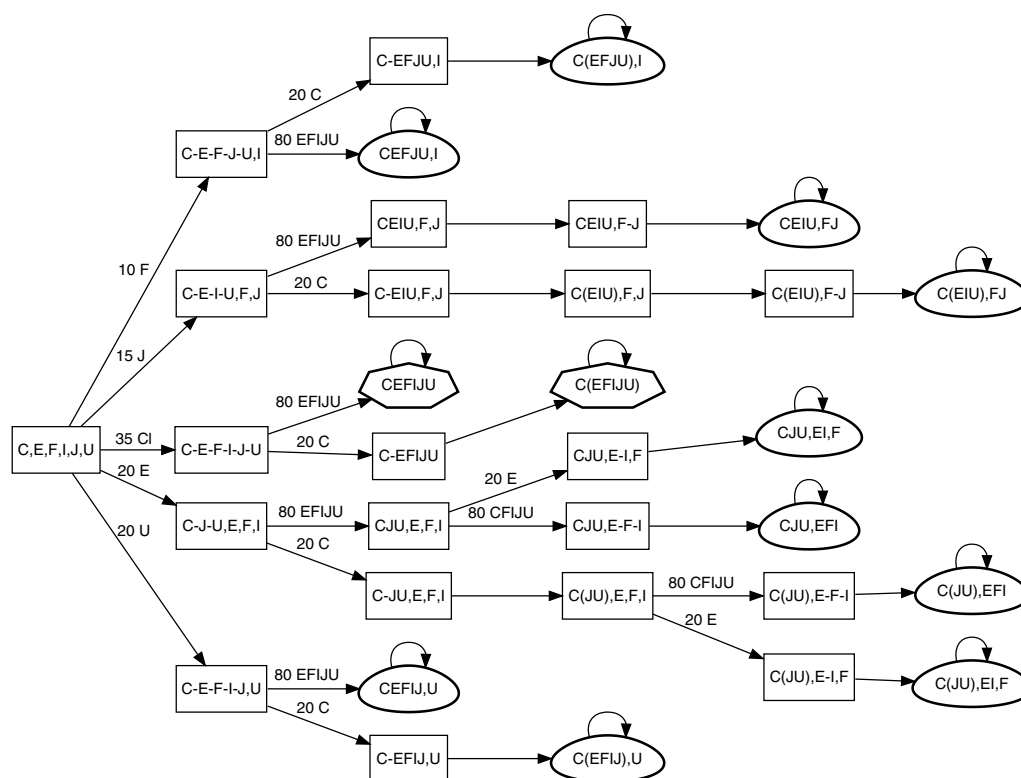 C-EFJU,I
C(EFJU),I
20 C
C-E-F-J-U,I
80 EFIJU
CEFJU,I
10 F
80 EFIJU
CEIU,F,J
CEIU,F-J
CEIU,FJ
C-E-I-U,F,J
20 C
C-EIU,F,J
C(EIU),F,J
C(EIU),F-J
C(EIU),FJ
15 J
80 EFIJU
CEFIJU
C(EFIJU)
C,E,F,I,J,U
35 CI
C-E-F-I-J-U
20 C
C-EFIJU
CJU,E-I,F
CJU,EI,F
20 E
20 E
C-J-U,E,F,I
80 EFIJU
CJU,E,F,I
80 CFIJU
CJU,E-F-I
CJU,EFI
20 U
20 C
C-JU,E,F,I
C(JU),E,F,I
80 CFIJU
C(JU),E-F-I
C(JU),EFI
20 E
C(JU),E-I,F
C(JU),EI,F
C-E-F-I-J,U
80 EFIJU
CEFIJ,U
20 C
C-EFIJ,U
C(EFIJ),U